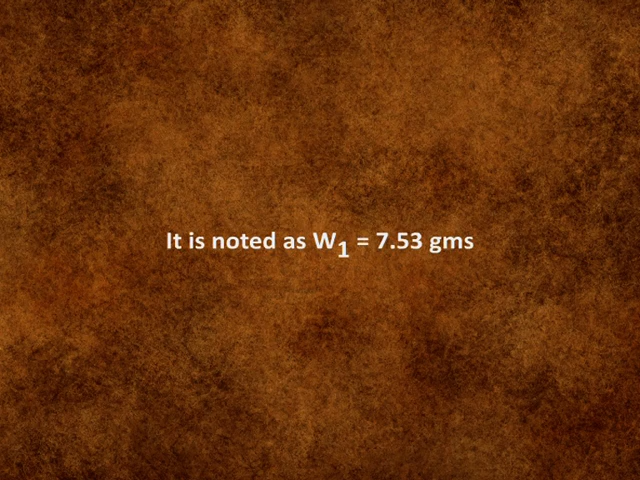 It is noted as W₁ = 7.53 gms